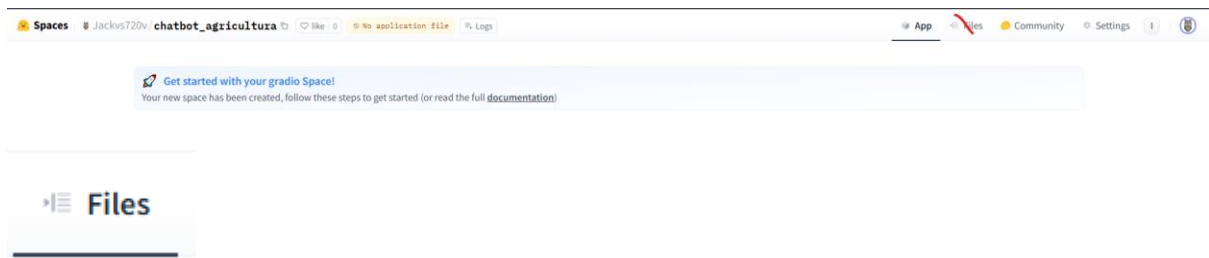 Spaces Jackvs720v/chatbot_agricultura like 0 No application file Logs App Files Community Settings
Get started with your gradio Space!
Your new space has been created, follow these steps to get started (or read the full documentation)
Files